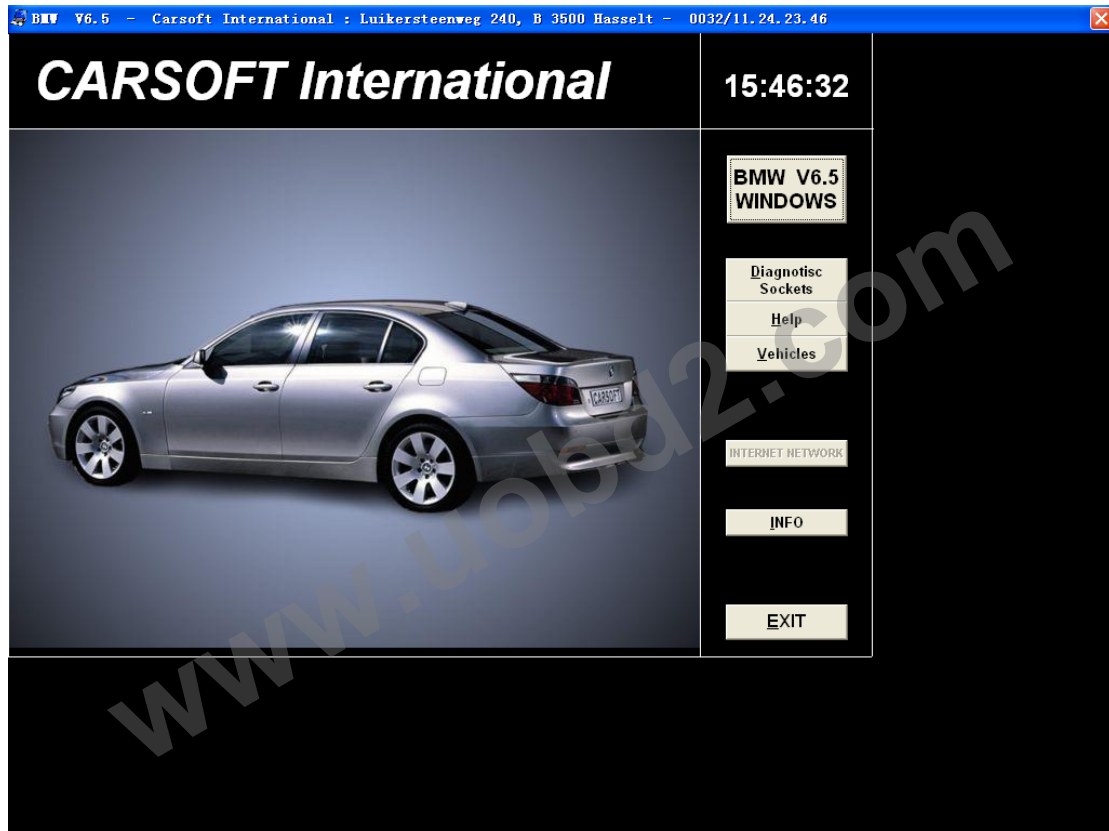 BMW V6.5 - Carsoft International : Luikersteenweg 240, B 3500 Hasselt - 0032/11.24.23.46
CARSOFT International
15:46:32
BMW V6.5
WINDOWS
Diagnotisc
Sockets
Help
Vehicles
CARSOFT
INTERNET NETWORK
INFO
EXIT
www.uobd2.com